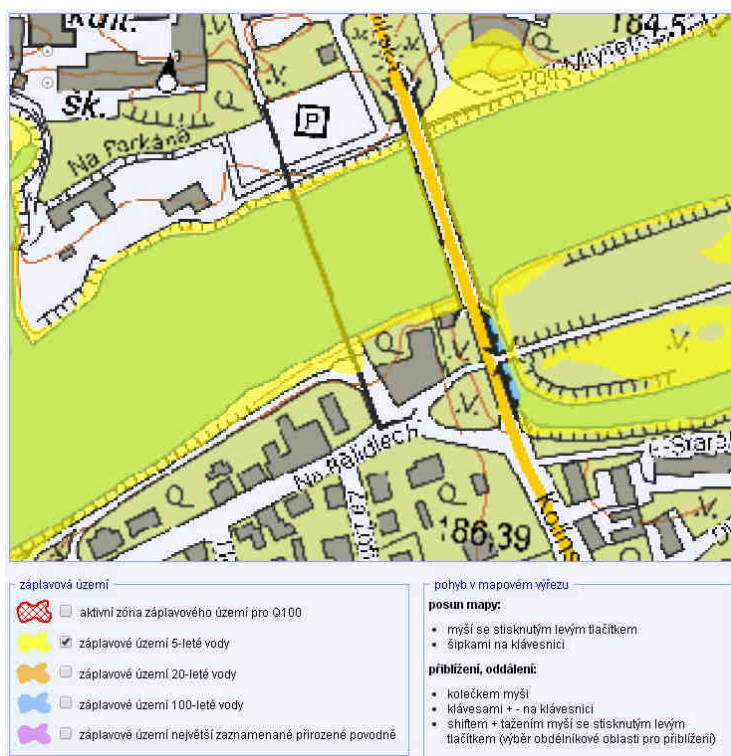 kult.
.V.
.V.
184,5
šk.
Q
.V.
P
Na Parkáně
Q
.V.
.V.
.V.
Q
Na Bělidlech
Q
186,39
Q
.V.
záplavová území
aktivní zóna záplavového území pro Q100
záplavové území 5-leté vody
záplavové území 20-leté vody
záplavové území 100-leté vody
záplavové území největší zaznamenané přirozené povodně
pohyb v mapovém výřezu
posun mapy:
• myší se stisknutým levým tlačítkem
• šipkami na klávesnici
přiblížení, oddálení:
• kolečkem myši
• klávesami + - na klávesnici
• shiftem + tažením myší se stisknutým levým
tlačítkem (výběr obdélníkové oblasti pro přiblížení)